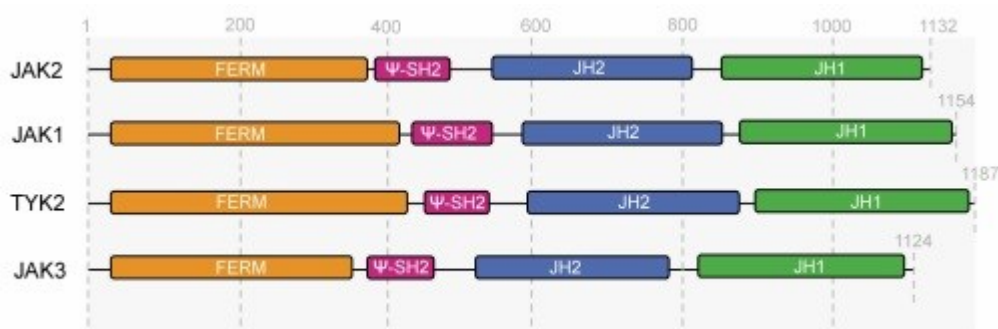 1 200 400 600 800 1000 1132
JAK2 FERM Ψ-SH2 JH2 JH1
1154
JAK1 FERM Ψ-SH2 JH2 JH1
1187
TYK2 FERM Ψ-SH2 JH2 JH1
1124
JAK3 FERM Ψ-SH2 JH2 JH1